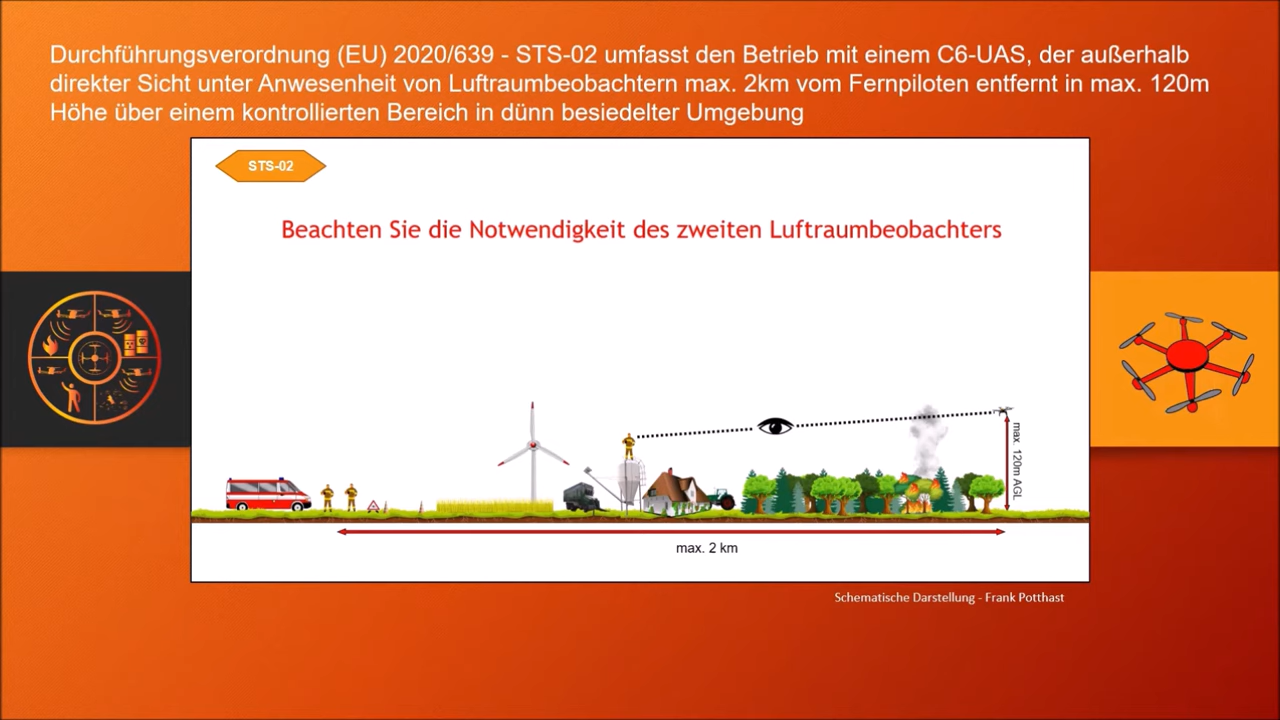 Durchführungsverordnung (EU) 2020/639 - STS-02 umfasst den Betrieb mit einem C6-UAS, der außerhalb
direkter Sicht unter Anwesenheit von Luftraumbeobachtern max. 2km vom Fernpiloten entfernt in max. 120m
Höhe über einem kontrollierten Bereich in dünn besiedelter Umgebung
STS-02
Beachten Sie die Notwendigkeit des zweiten Luftraumbeobachters
max. 120m AGL
max. 2 km
Schematische Darstellung - Frank Potthast